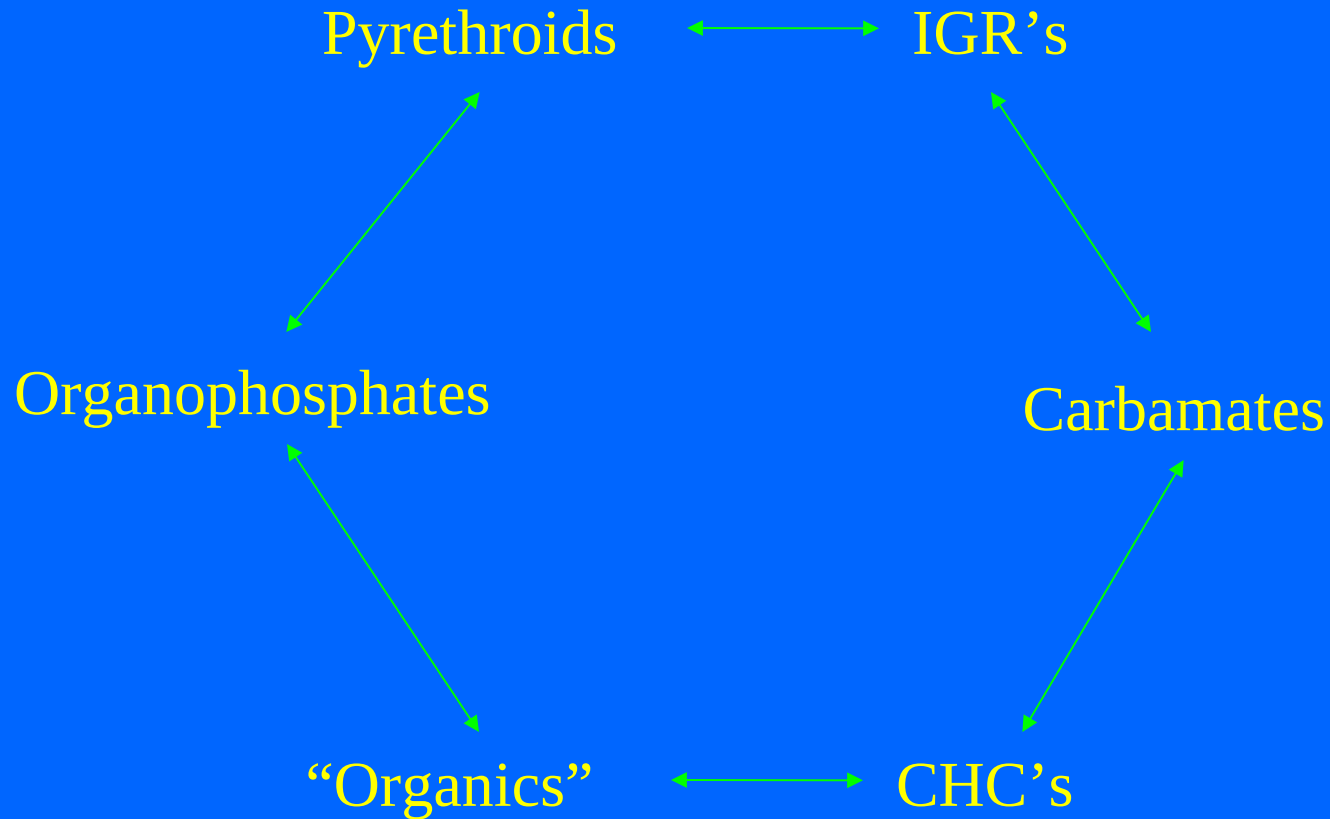 Pyrethroids
IGR’s
Organophosphates
Carbamates
“Organics”
CHC’s